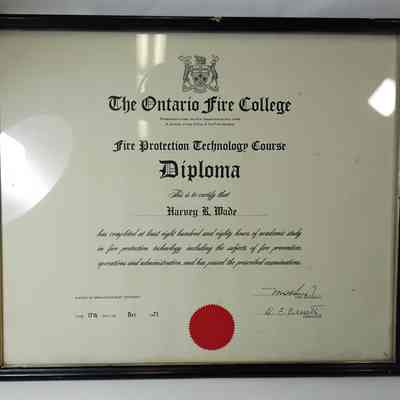 The Ontario Fire College
Fire Protection Technology Course
Diploma
This is to certify that
Harvey R. Wade
has completed at least eight hundred and eighty hours of academic study
in fire protection technology including the subjects of fire prevention,
operations and administration and has passed the prescribed examinations.
17th